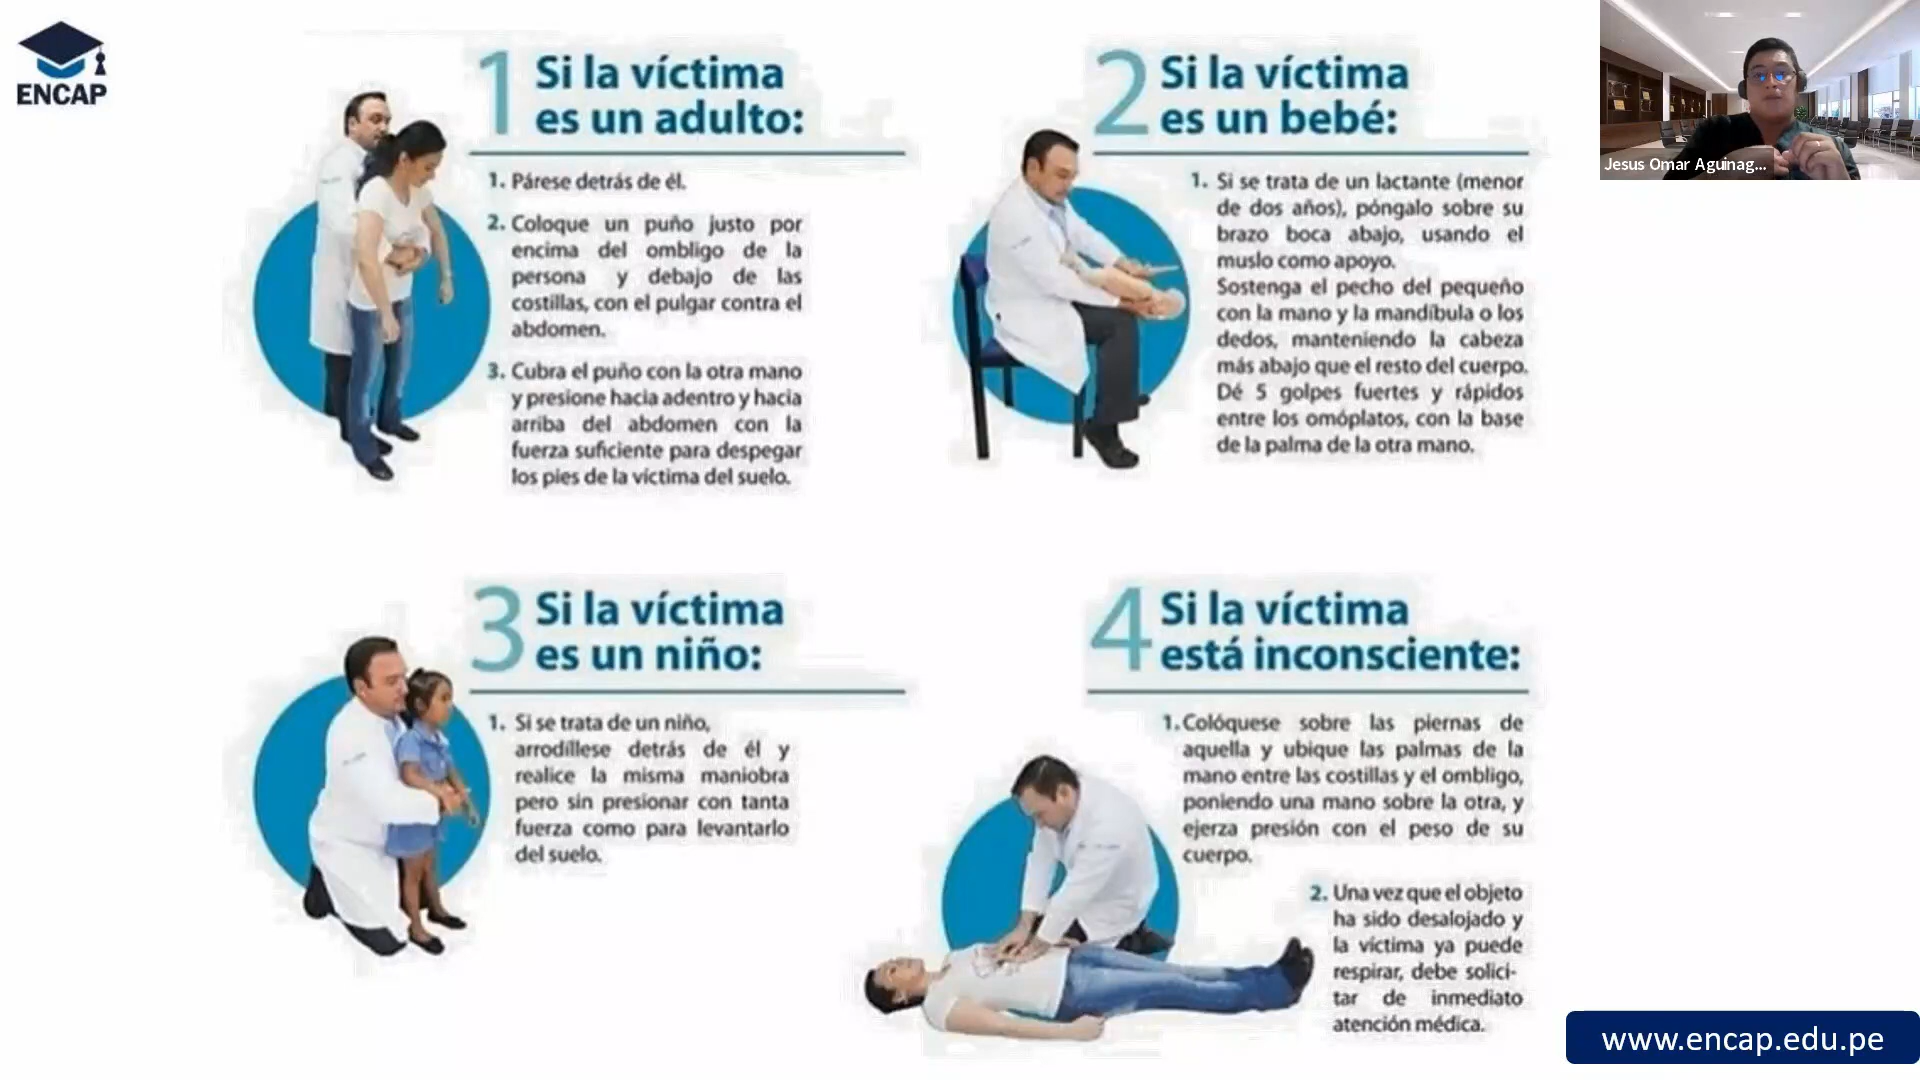 ENCAP
1 Si la víctima
es un adulto:
1. Párese detrás de él.
2. Coloque un puño justo por
encima del ombligo de la
persona y debajo de las
costillas, con el pulgar contra el
abdomen.
3. Cubra el puño con la otra mano
y presione hacia adentro y hacia
arriba del abdomen con la
fuerza suficiente para despegar
los pies de la víctima del suelo.
2 Si la víctima
es un bebé:
1. Si se trata de un lactante (menor
de dos años), póngalo sobre su
brazo boca abajo, usando el
muslo como apoyo.
Sostenga el pecho del pequeño
con la mano y la mandíbula o los
dedos, manteniendo la cabeza
más abajo que el resto del cuerpo.
Dé 5 golpes fuertes y rápidos
entre los omóplatos, con la base
de la palma de la otra mano.
3 Si la víctima
es un niño:
1. Si se trata de un niño,
arrodíllese detrás de él y
realice la misma maniobra
pero sin presionar con tanta
fuerza como para levantarlo
del suelo.
4 Si la víctima
está inconsciente:
1. Colóquese sobre las piernas de
aquella y ubique las palmas de la
mano entre las costillas y el ombligo,
poniendo una mano sobre la otra, y
ejerza presión con el peso de su
cuerpo.
2. Una vez que el objeto
ha sido desalojado y
la víctima ya puede
respirar, debe solici-
tar de inmediato
atención médica.
Jesus Omar Aguinag...
www.encap.edu.pe